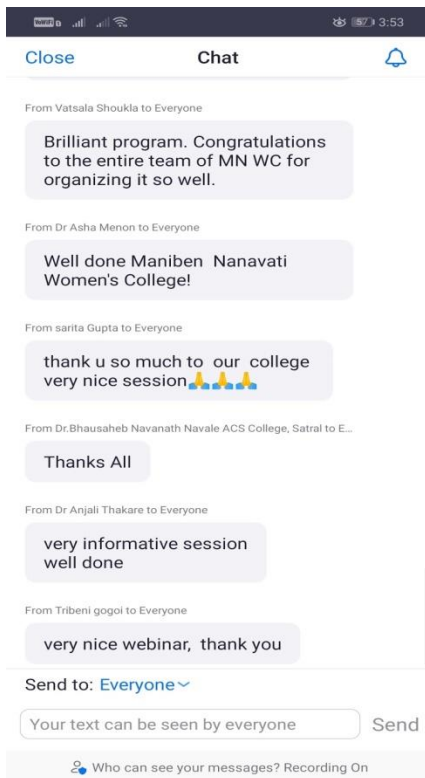 57 3:53
Close Chat
From Vatsala Shoukla to Everyone
Brilliant program. Congratulations
to the entire team of MN WC for
organizing it so well.
From Dr Asha Menon to Everyone
Well done Maniben Nanavati
Women's College!
From sarita Gupta to Everyone
thank u so much to our college
very nice session🙏🙏🙏
From Dr.Bhausaheb Navanath Navale ACS College, Satral to E...
Thanks All
From Dr Anjali Thakare to Everyone
very informative session
well done
From Tribeni gogoi to Everyone
very nice webinar, thank you
Send to: Everyone
Your text can be seen by everyone Send
Who can see your messages? Recording On